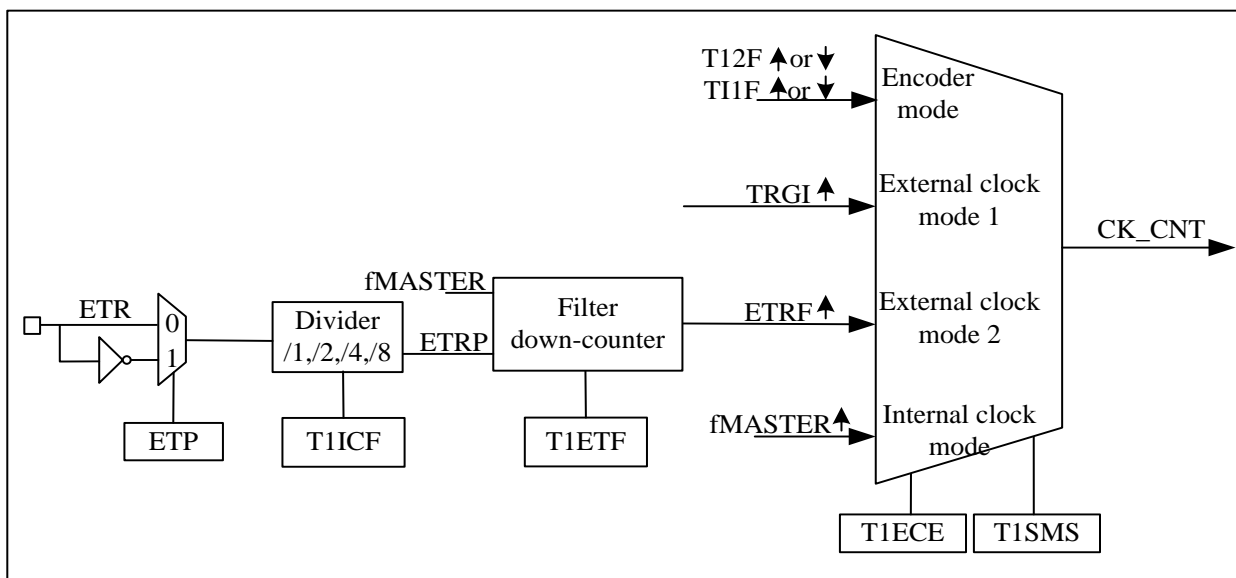 T12F ↑or ↓
TI1F ↑or ↓
Encoder
mode
TRGI ↑
External clock
mode 1
CK_CNT
fMASTER
ETR
0
1
Divider
/1,/2,/4,/8
ETRP
Filter
down-counter
ETRF ↑
External clock
mode 2
fMASTER ↑
Internal clock
mode
ETP
T1ICF
T1ETF
T1ECE
T1SMS